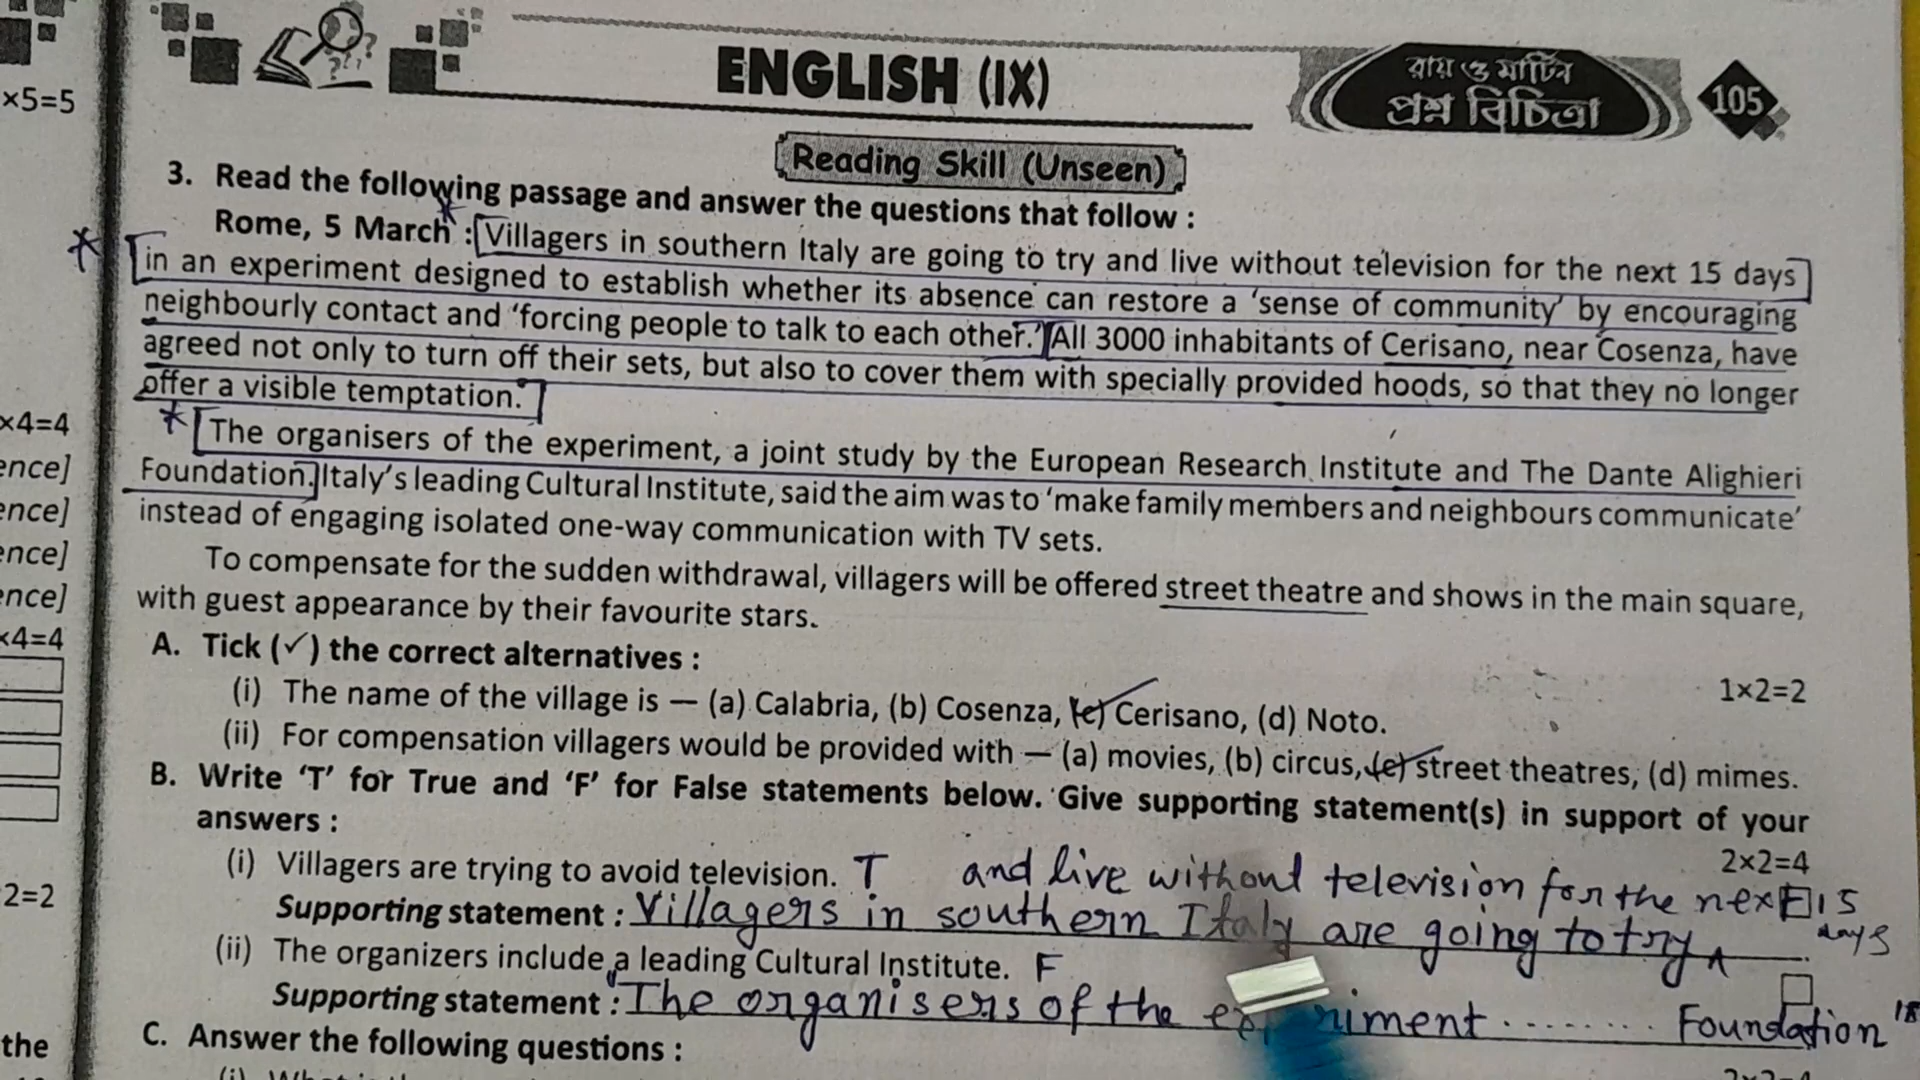 ×5=5
ENGLISH (IX)
রায় ও মার্টিন
প্রশ্ন বিচিত্রা
105
Reading Skill (Unseen)
3. Read the following passage and answer the questions that follow :
Rome, 5 March : Villagers in southern Italy are going to try and live without television for the next 15 days
in an experiment designed to establish whether its absence can restore a ‘sense of community’ by encouraging
neighbourly contact and ‘forcing people to talk to each other.’ All 3000 inhabitants of Cerisano, near Cosenza, have
agreed not only to turn off their sets, but also to cover them with specially provided hoods, so that they no longer
offer a visible temptation.
×4=4
The organisers of the experiment, a joint study by the European Research Institute and The Dante Alighieri
ence]
Foundation. Italy’s leading Cultural Institute, said the aim was to ‘make family members and neighbours communicate’
ence]
instead of engaging isolated one-way communication with TV sets.
ence]
To compensate for the sudden withdrawal, villagers will be offered street theatre and shows in the main square,
ence]
with guest appearance by their favourite stars.
×4=4
A. Tick (✓) the correct alternatives :
1×2=2
(i) The name of the village is — (a) Calabria, (b) Cosenza, (c) Cerisano, (d) Noto.
(ii) For compensation villagers would be provided with — (a) movies, (b) circus, (c) street theatres, (d) mimes.
B. Write ‘T’ for True and ‘F’ for False statements below. Give supporting statement(s) in support of your
answers :
2×2=4
(i) Villagers are trying to avoid television. T and live without television for the next 15
days
2=2
Supporting statement : Villagers in southern Italy are going to try
(ii) The organizers include a leading Cultural Institute. F
Supporting statement : The organisers of the experiment ........ Foundation
the
C. Answer the following questions :